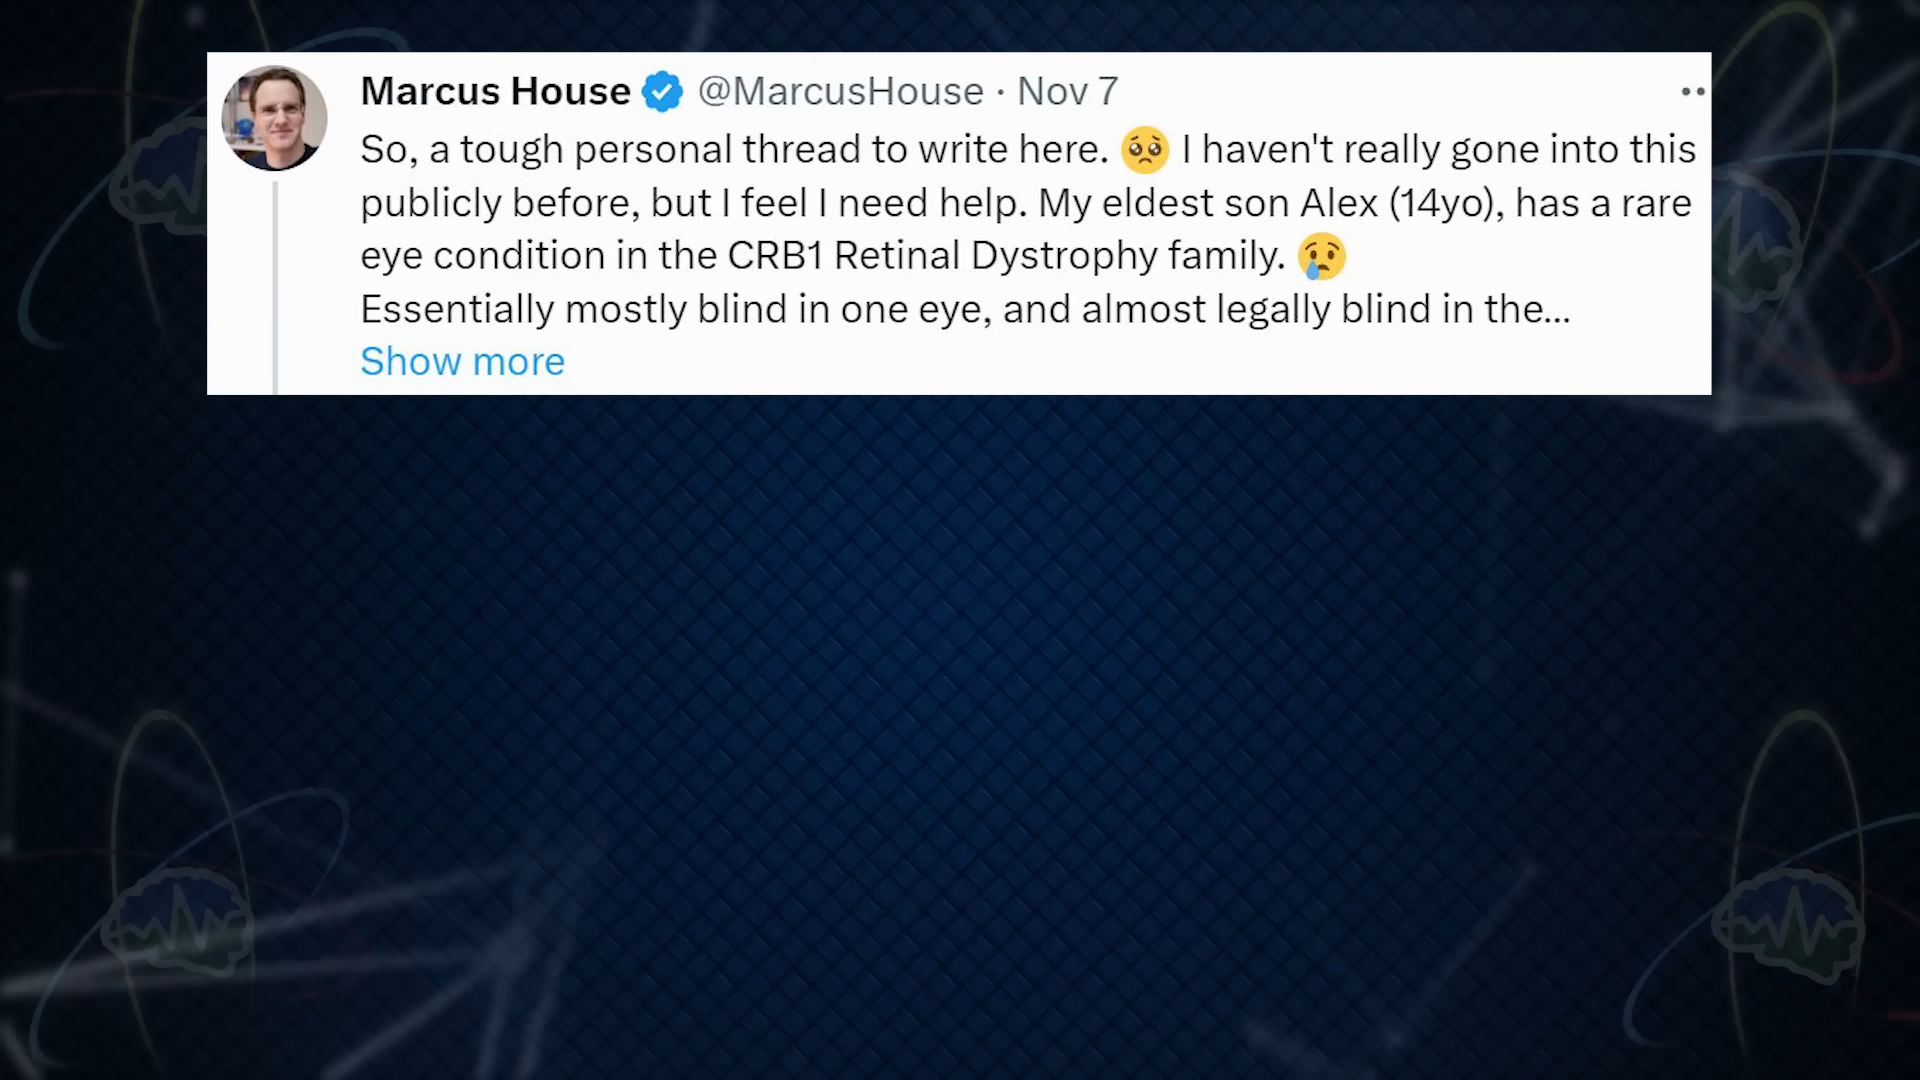 Marcus House @MarcusHouse · Nov 7
So, a tough personal thread to write here. 🥺 I haven't really gone into this
publicly before, but I feel I need help. My eldest son Alex (14yo), has a rare
eye condition in the CRB1 Retinal Dystrophy family. 😢
Essentially mostly blind in one eye, and almost legally blind in the...
Show more